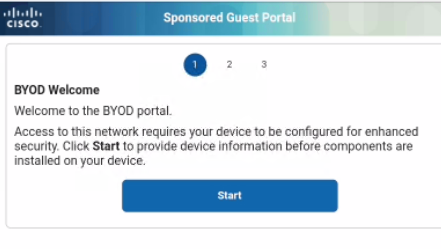 CISCO
Sponsored Guest Portal
1 2 3
BYOD Welcome
Welcome to the BYOD portal.
Access to this network requires your device to be configured for enhanced
security. Click Start to provide device information before components are
installed on your device.
Start